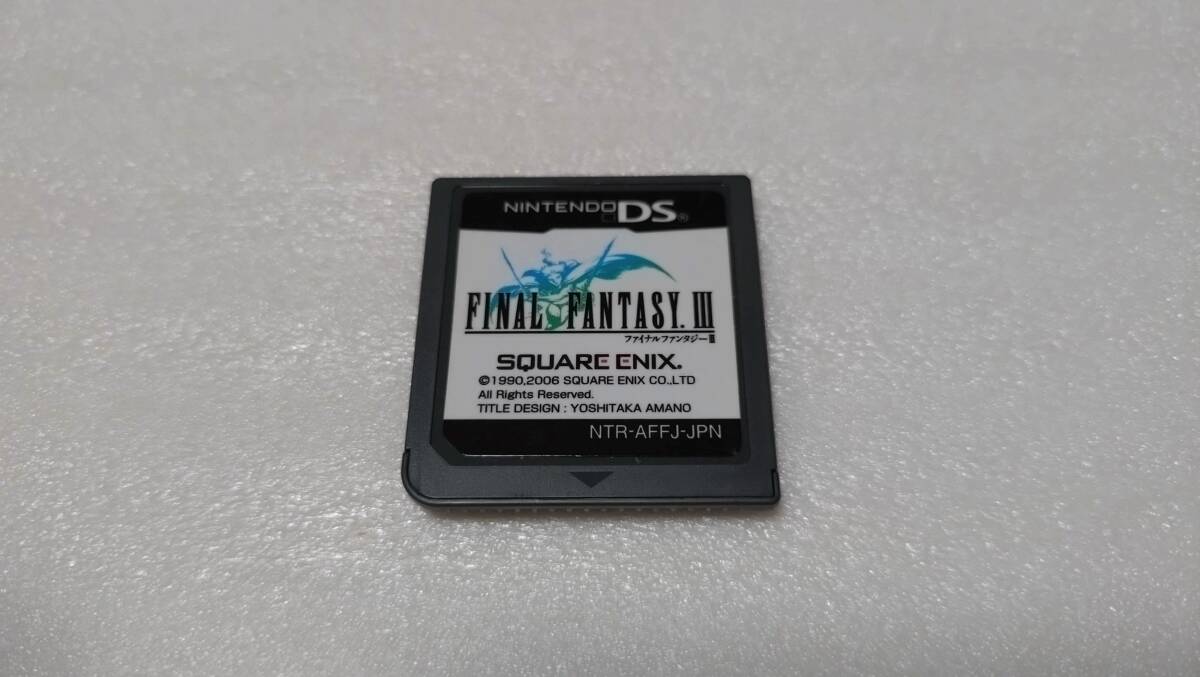 NINTENDO DS®
FINAL FANTASY. III
ファイナルファンタジーIII
SQUARE ENIX.
©1990,2006 SQUARE ENIX CO.,LTD
All Rights Reserved.
TITLE DESIGN : YOSHITAKA AMANO
NTR-AFFJ-JPN